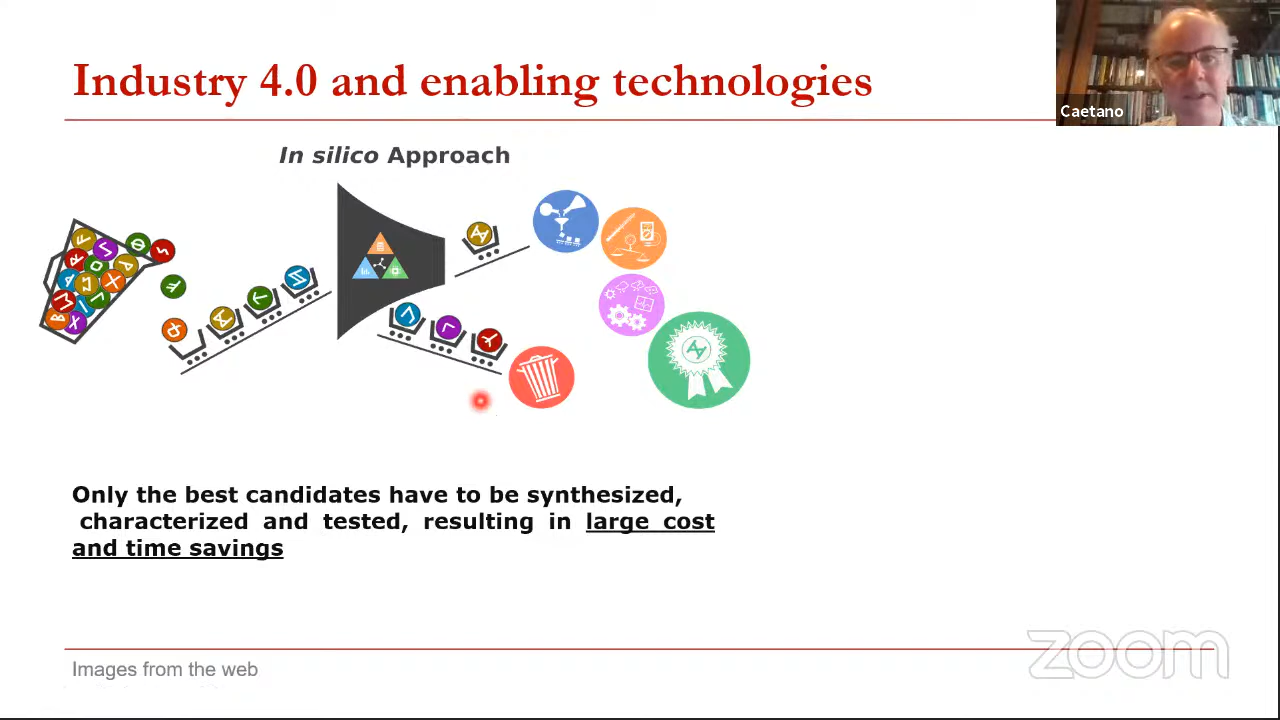 Industry 4.0 and enabling technologies
Caetano
In silico Approach
Only the best candidates have to be synthesized,
characterized and tested, resulting in large cost
and time savings
Images from the web
zoom